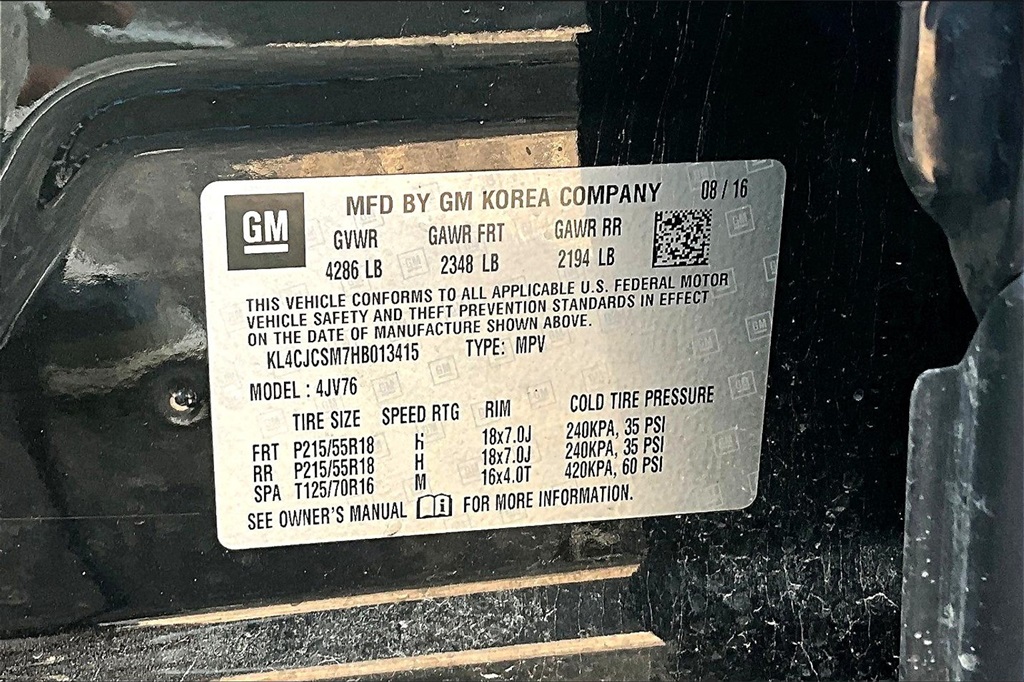 GM
MFD BY GM KOREA COMPANY 08 / 16
GVWR GAWR FRT GAWR RR
4286 LB 2348 LB 2194 LB
THIS VEHICLE CONFORMS TO ALL APPLICABLE U.S. FEDERAL MOTOR
VEHICLE SAFETY AND THEFT PREVENTION STANDARDS IN EFFECT
ON THE DATE OF MANUFACTURE SHOWN ABOVE.
KL4CJCSM7HB013415 TYPE: MPV
MODEL : 4JV76
TIRE SIZE SPEED RTG RIM COLD TIRE PRESSURE
FRT P215/55R18 H 18x7.0J 240KPA, 35 PSI
RR P215/55R18 H 18x7.0J 240KPA, 35 PSI
SPA T125/70R16 M 16x4.0T 420KPA, 60 PSI
SEE OWNER'S MANUAL i FOR MORE INFORMATION.